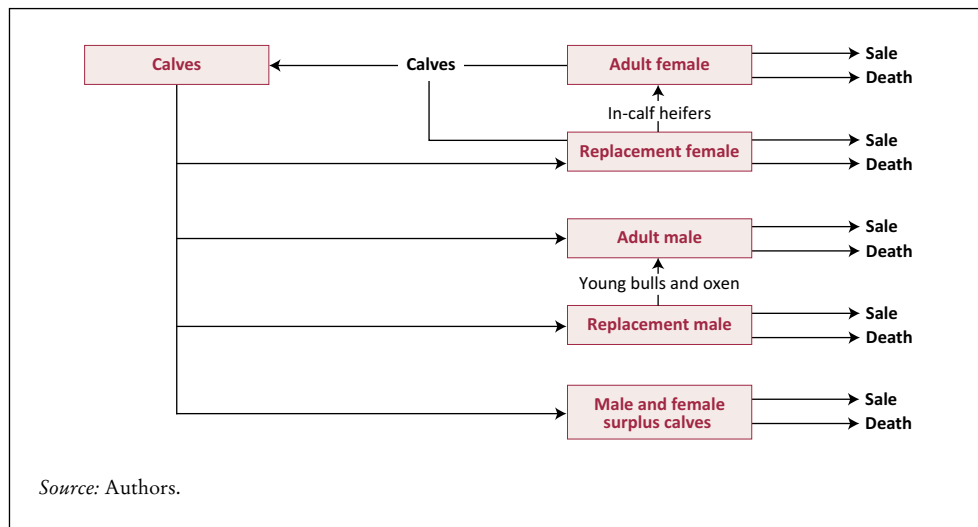 Calves
Calves
Adult female
Sale
Death
In-calf heifers
Replacement female
Sale
Death
Adult male
Sale
Death
Young bulls and oxen
Replacement male
Sale
Death
Male and female
surplus calves
Sale
Death
Source: Authors.